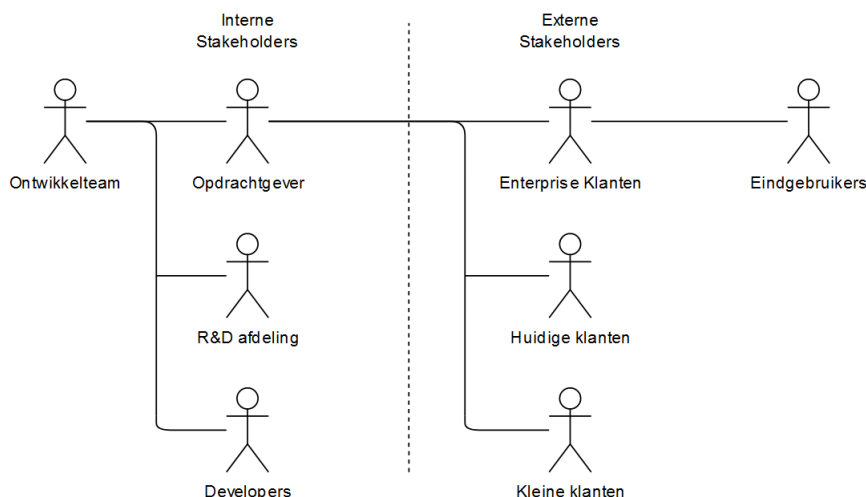 Interne
Stakeholders
Externe
Stakeholders
Ontwikkelteam
Opdrachtgever
Enterprise Klanten
Eindgebruikers
R&D afdeling
Huidige klanten
Developers
Kleine klanten